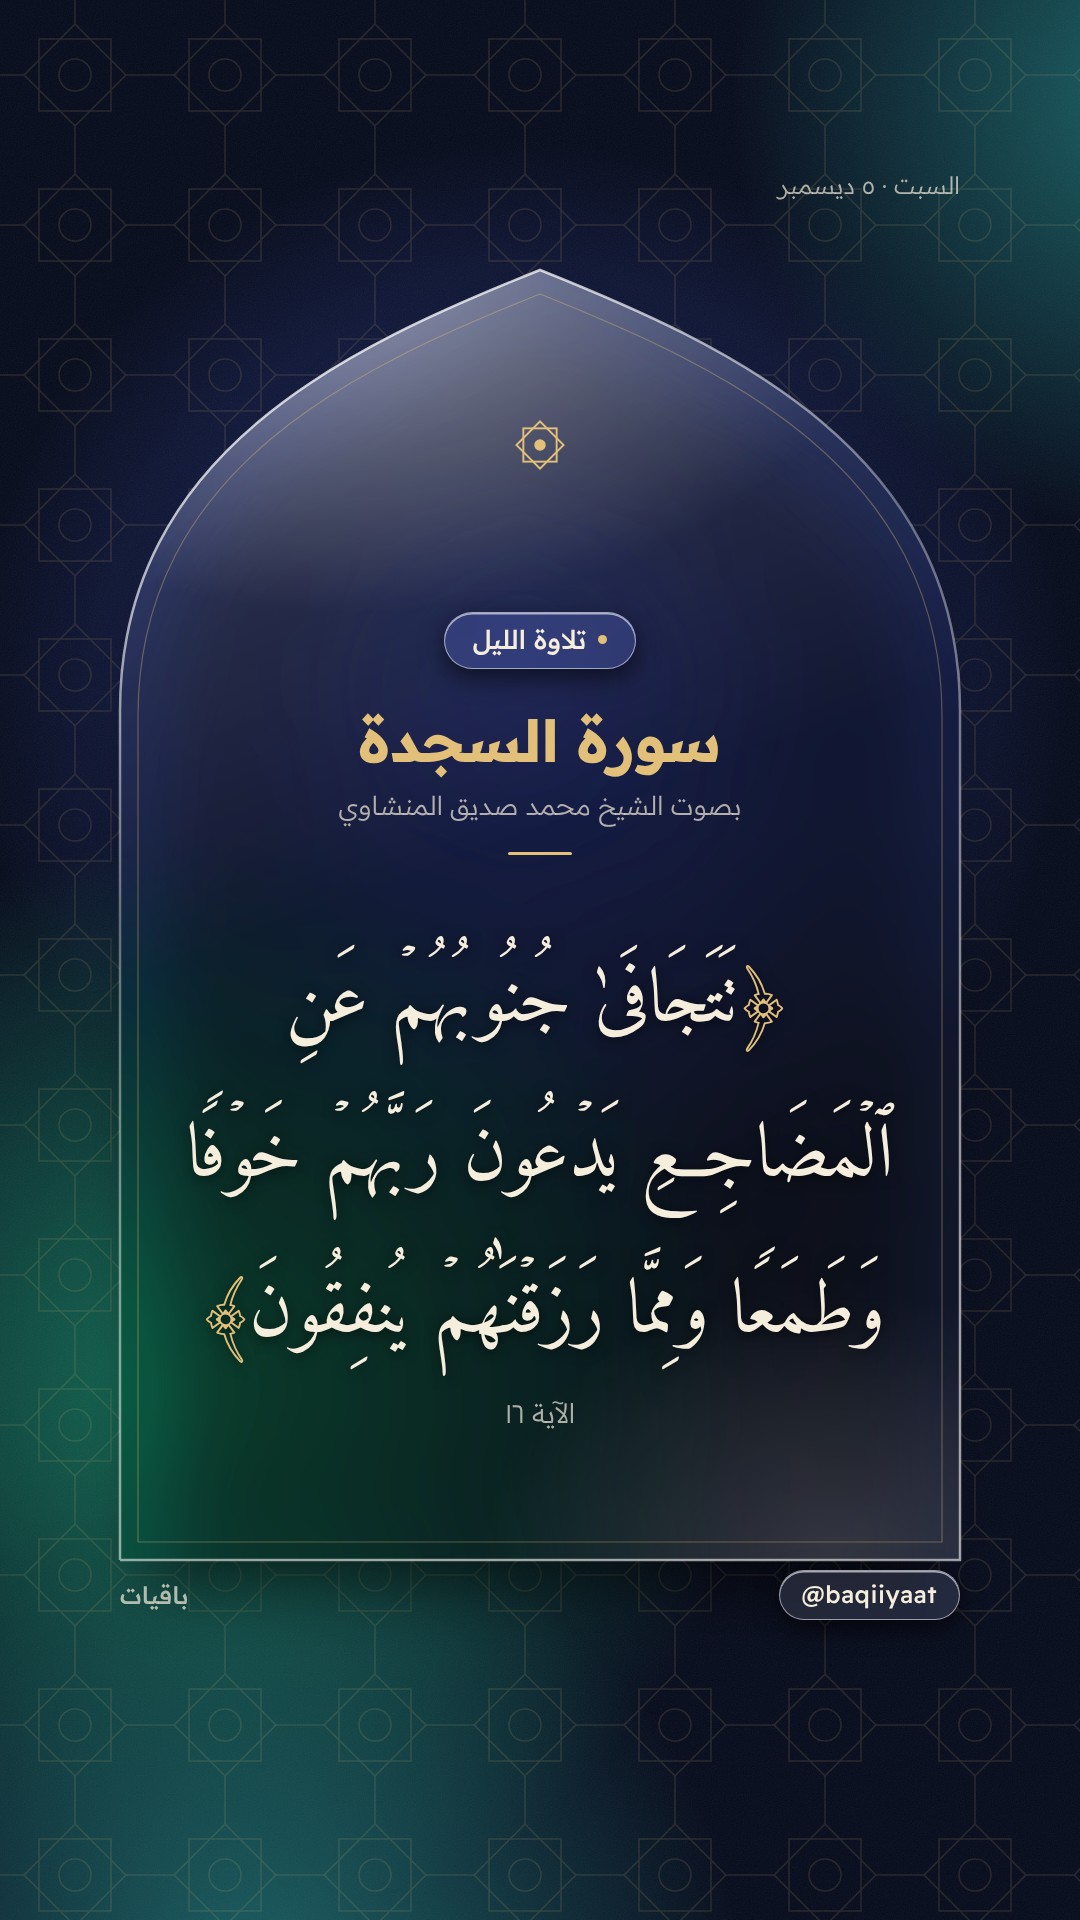 السبت · ٥ ديسمبر
تلاوة الليل
سورة السجدة
بصوت الشيخ محمد صديق المنشاوي
﴿تَتَجَافَىٰ جُنُوبُهُمۡ عَنِ
ٱلۡمَضَاجِعِ يَدۡعُونَ رَبَّهُمۡ خَوۡفًا
وَطَمَعًا وَمِمَّا رَزَقۡنَٰهُمۡ يُنفِقُونَ﴾
الآية ١٦
@baqiiyaat
باقيات